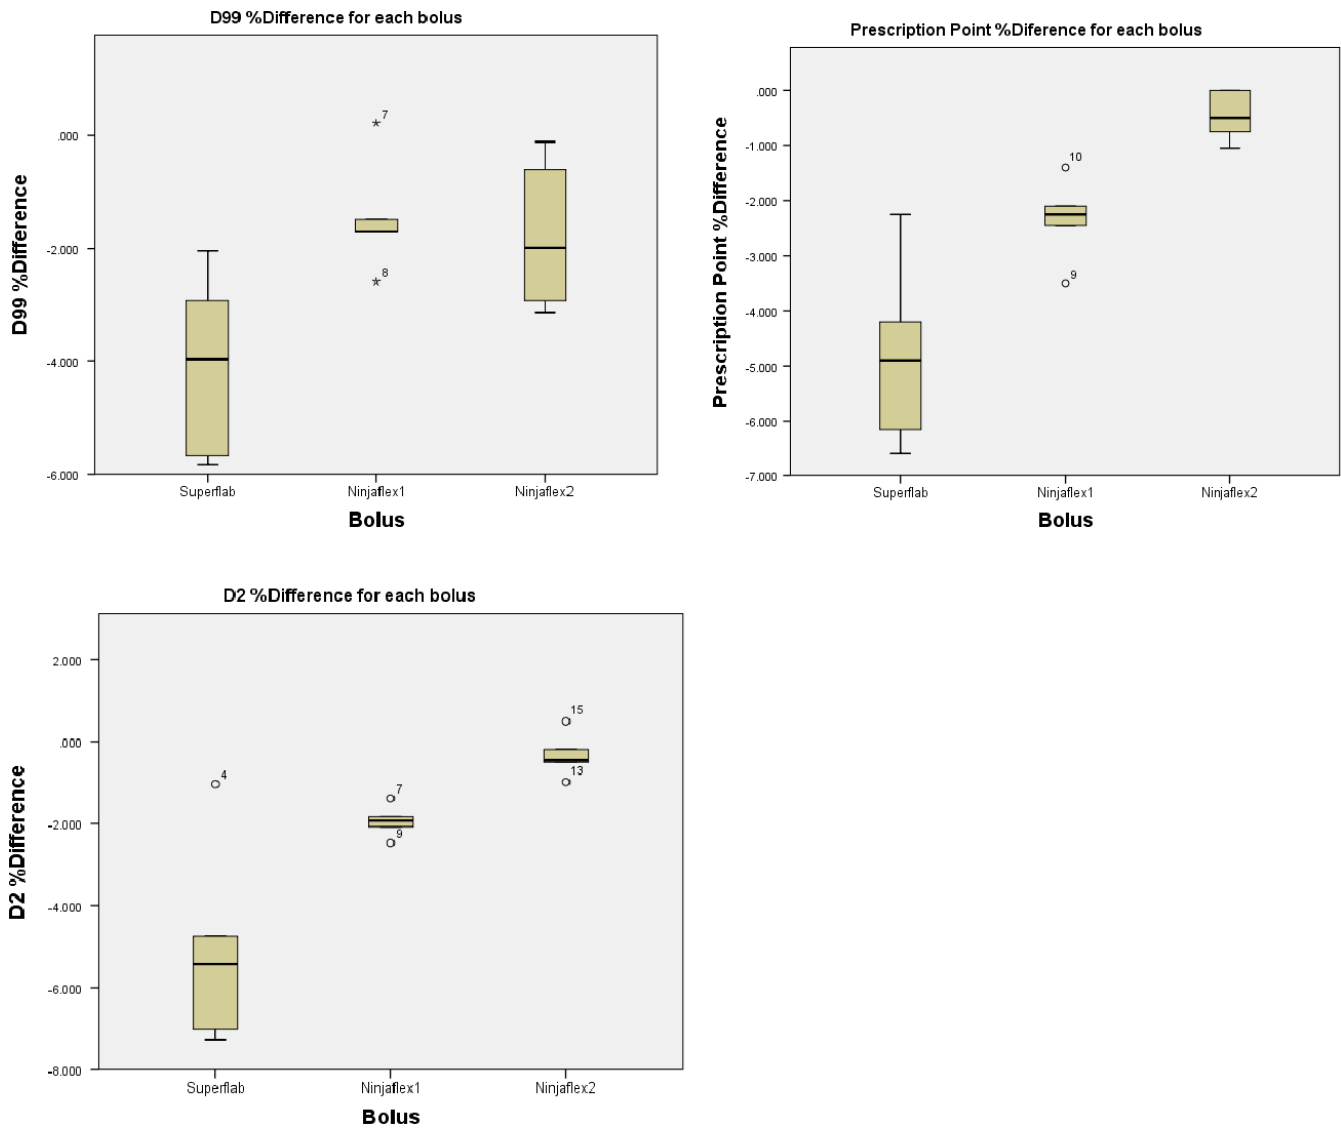 D99 %Difference for each bolus
D99 %Difference
.000
-2.000
-4.000
-6.000
7
8
Superflab
Ninjaflex1
Ninjaflex2
Bolus
Prescription Point %Diference for each bolus
Prescription Point %Difference
.000
-1.000
-2.000
-3.000
-4.000
-5.000
-6.000
-7.000
10
9
Superflab
Ninjaflex1
Ninjaflex2
Bolus
D2 %Difference for each bolus
D2 %Difference
2.000
.000
-2.000
-4.000
-6.000
-8.000
4
7
9
15
13
Superflab
Ninjaflex1
Ninjaflex2
Bolus